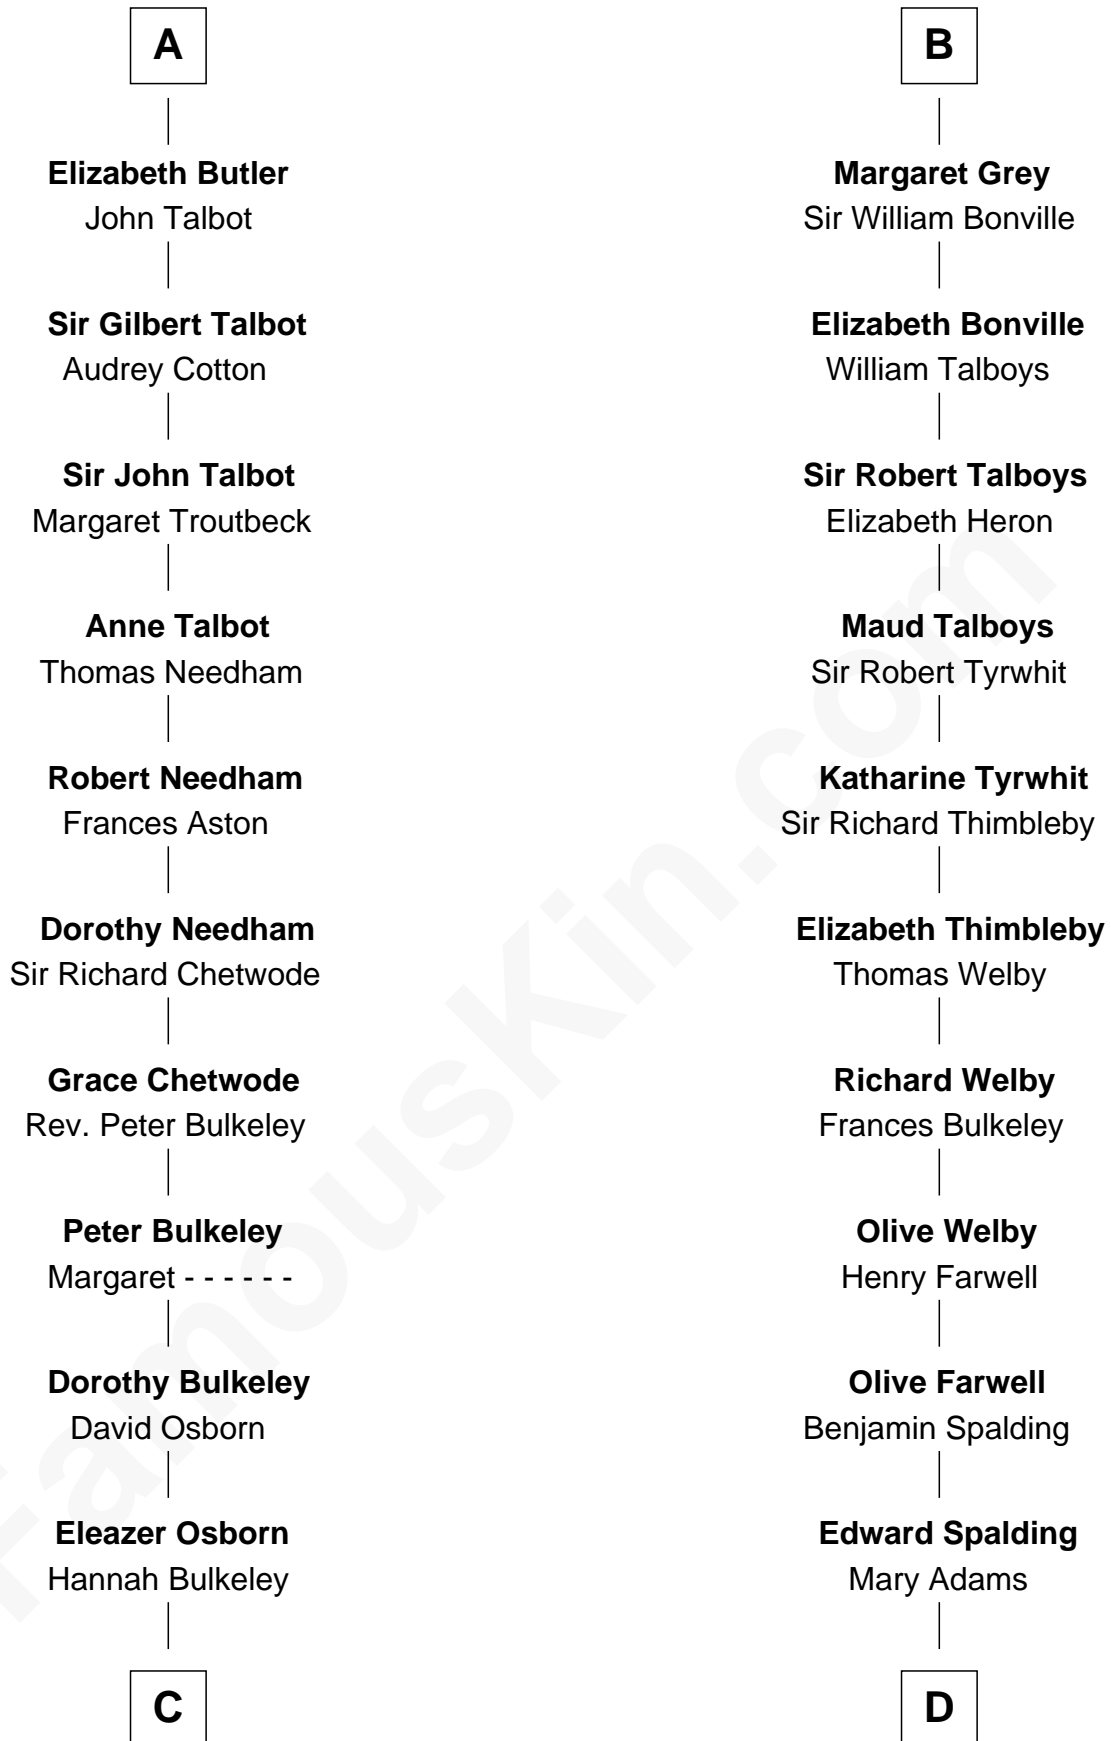 A
Elizabeth Butler
John Talbot
Sir Gilbert Talbot
Audrey Cotton
Sir John Talbot
Margaret Troutbeck
Anne Talbot
Thomas Needham
Robert Needham
Frances Aston
Dorothy Needham
Sir Richard Chetwode
Grace Chetwode
Rev. Peter Bulkeley
Peter Bulkeley
Margaret - - - - - -
Dorothy Bulkeley
David Osborn
Eleazer Osborn
Hannah Bulkeley
C
B
Margaret Grey
Sir William Bonville
Elizabeth Bonville
William Talboys
Sir Robert Talboys
Elizabeth Heron
Maud Talboys
Sir Robert Tyrwhit
Katharine Tyrwhit
Sir Richard Thimbleby
Elizabeth Thimbleby
Thomas Welby
Richard Welby
Frances Bulkeley
Olive Welby
Henry Farwell
Olive Farwell
Benjamin Spalding
Edward Spalding
Mary Adams
D
FamousKin.com